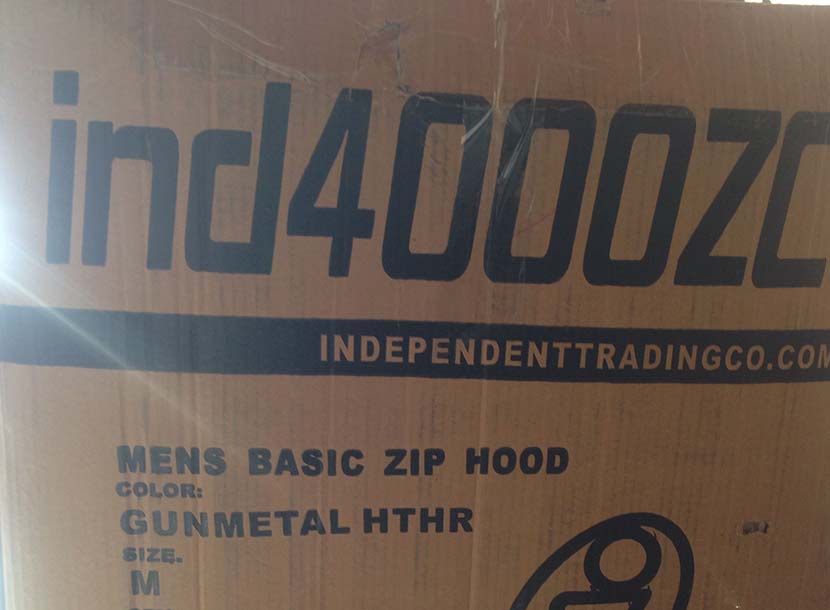 ind4000ZC
INDEPENDENTTRADINGCO.COM
MENS BASIC ZIP HOOD
COLOR:
GUNMETAL HTHR
SIZE.
M